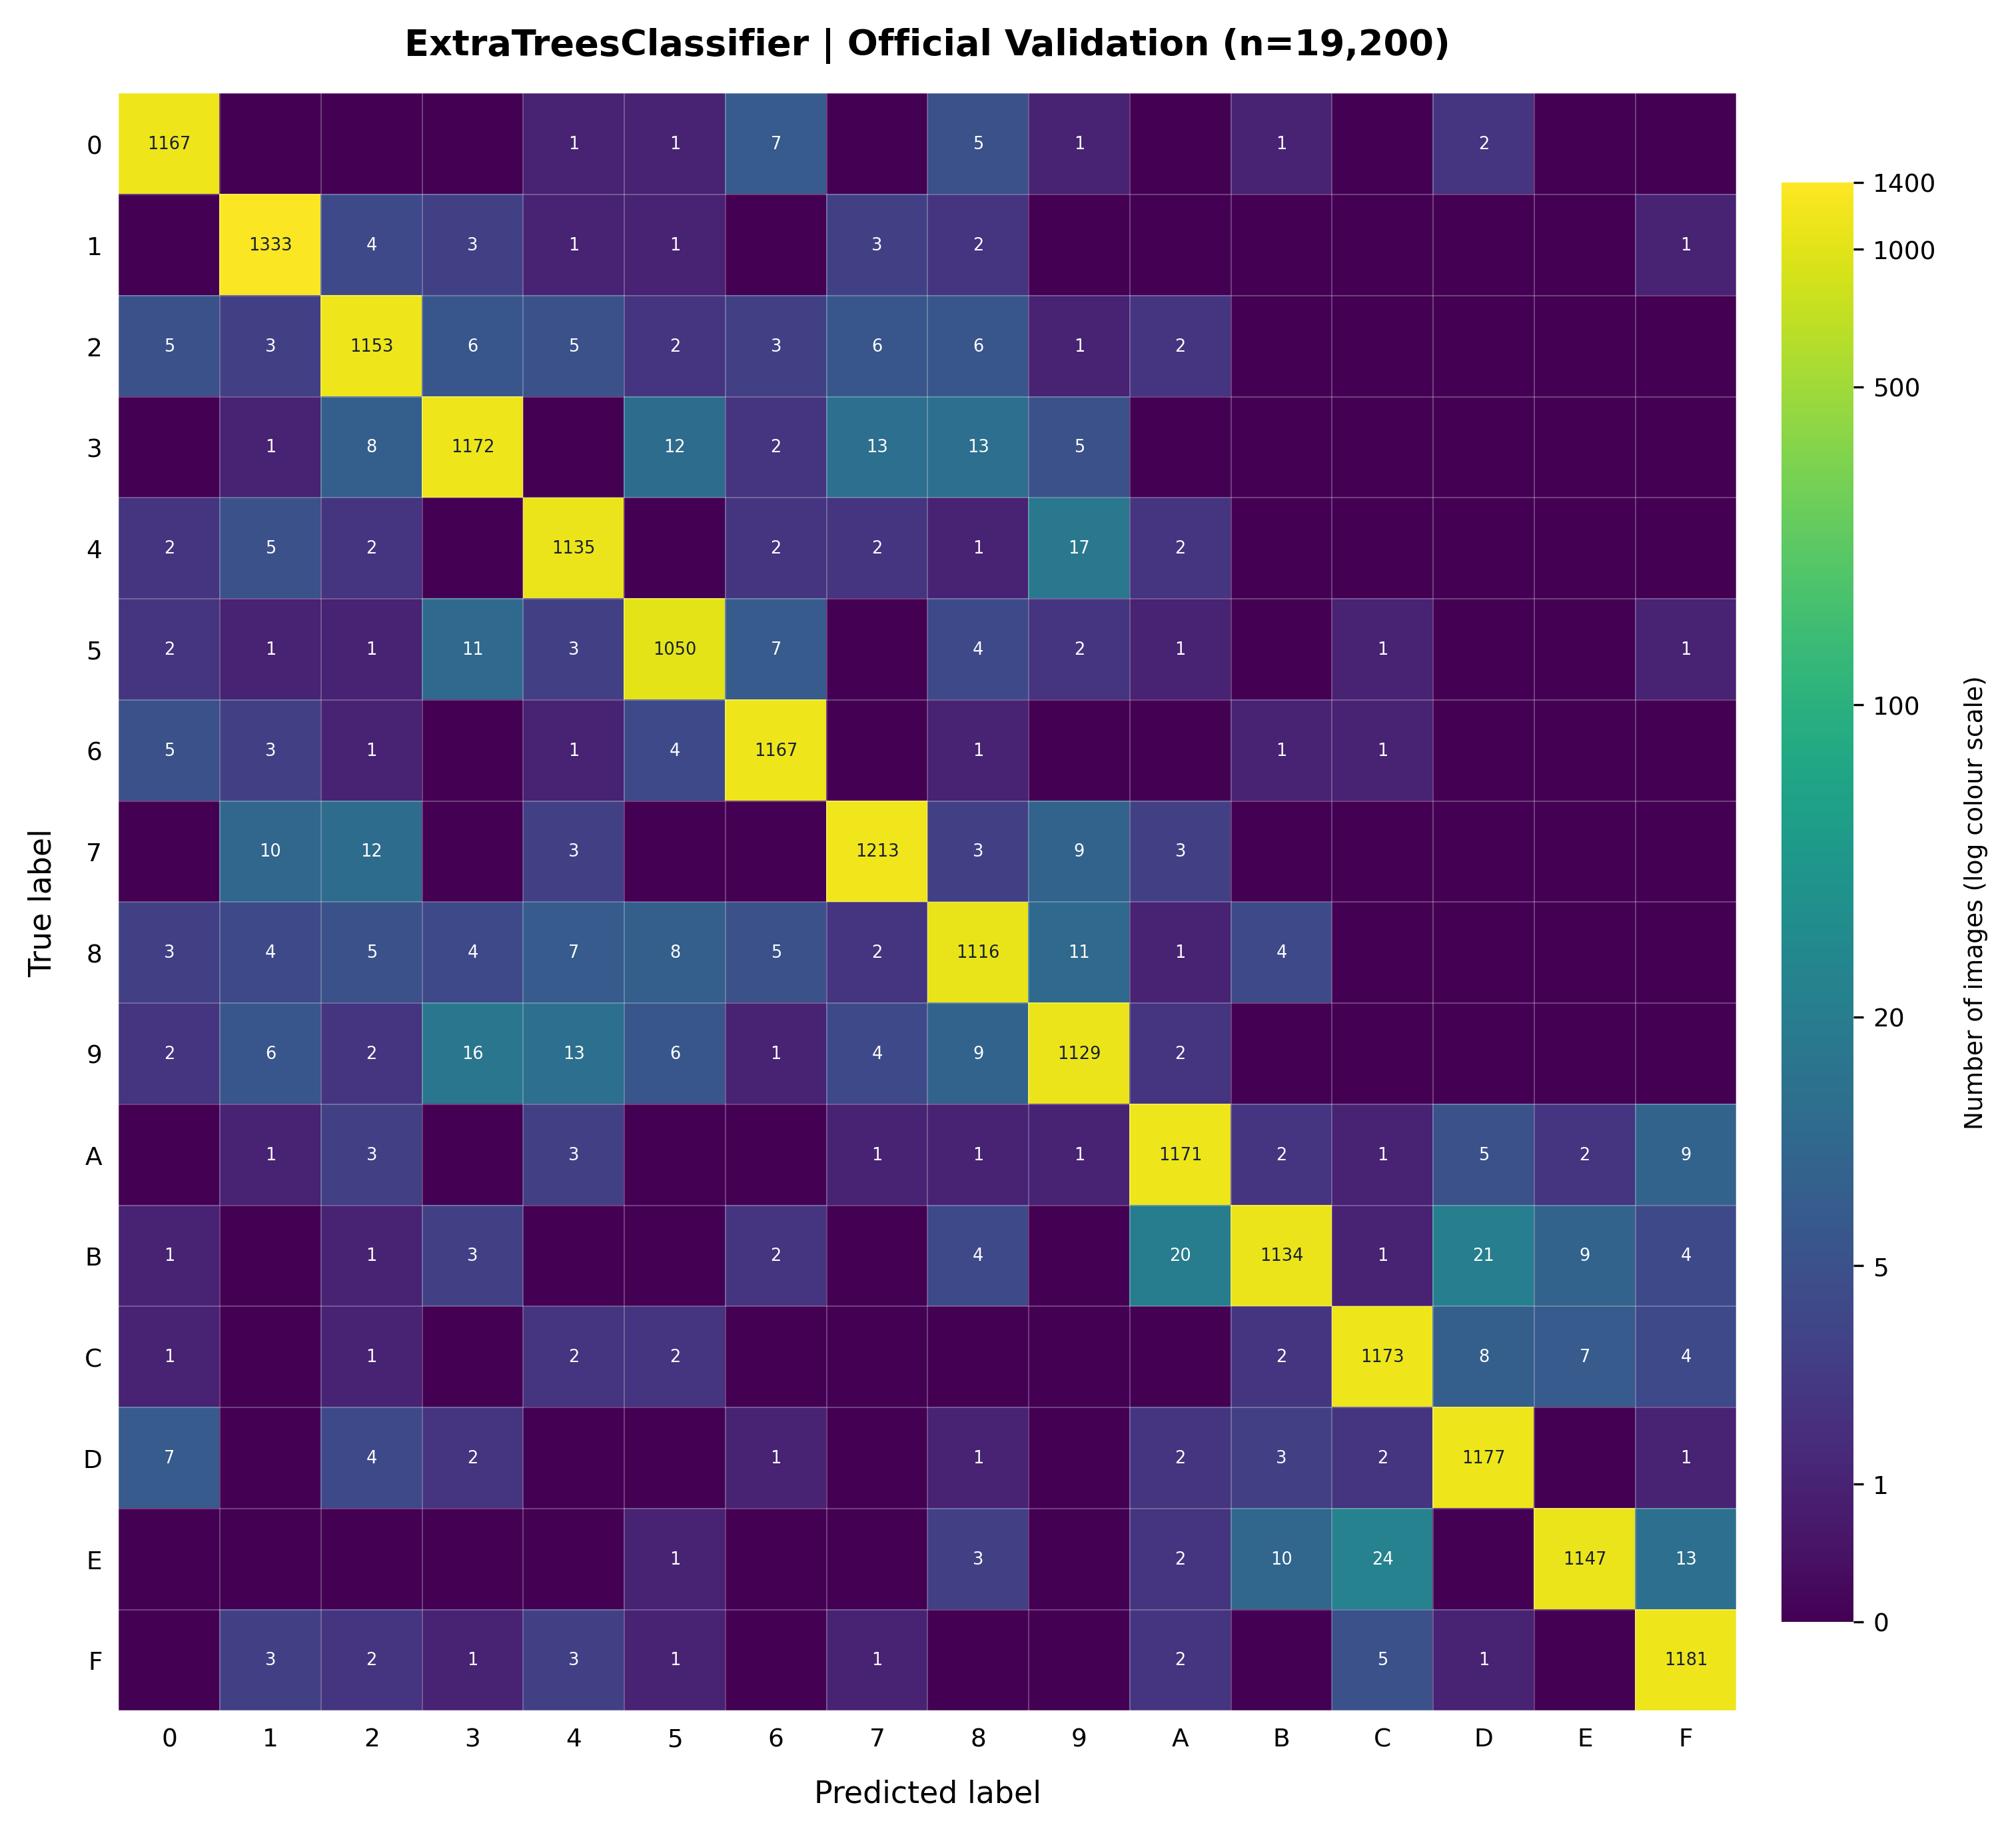 ExtraTreesClassifier | Official Validation (n=19,200)
0 1167 1 1 7 5 1 1 2
1 1333 4 3 1 1 3 2 1
2 5 3 1153 6 5 2 3 6 6 1 2
3 1 8 1172 12 2 13 13 5
4 2 5 2 1135 2 2 1 17 2
5 2 1 1 11 3 1050 7 4 2 1 1 1
6 5 3 1 1 4 1167 1 1 1
7 10 12 3 1213 3 9 3
8 3 4 5 4 7 8 5 2 1116 11 1 4
9 2 6 2 16 13 6 1 4 9 1129 2
A 1 3 3 1 1 1 1171 2 1 5 2 9
B 1 1 3 2 4 20 1134 1 21 9 4
C 1 1 2 2 2 1173 8 7 4
D 7 4 2 1 1 2 3 2 1177 1
E 1 3 2 10 24 1147 13
F 3 2 1 3 1 1 2 5 1 1181
0 1 2 3 4 5 6 7 8 9 A B C D E F
Predicted label
True label
1400
1000
500
100
20
5
1
0
Number of images (log colour scale)